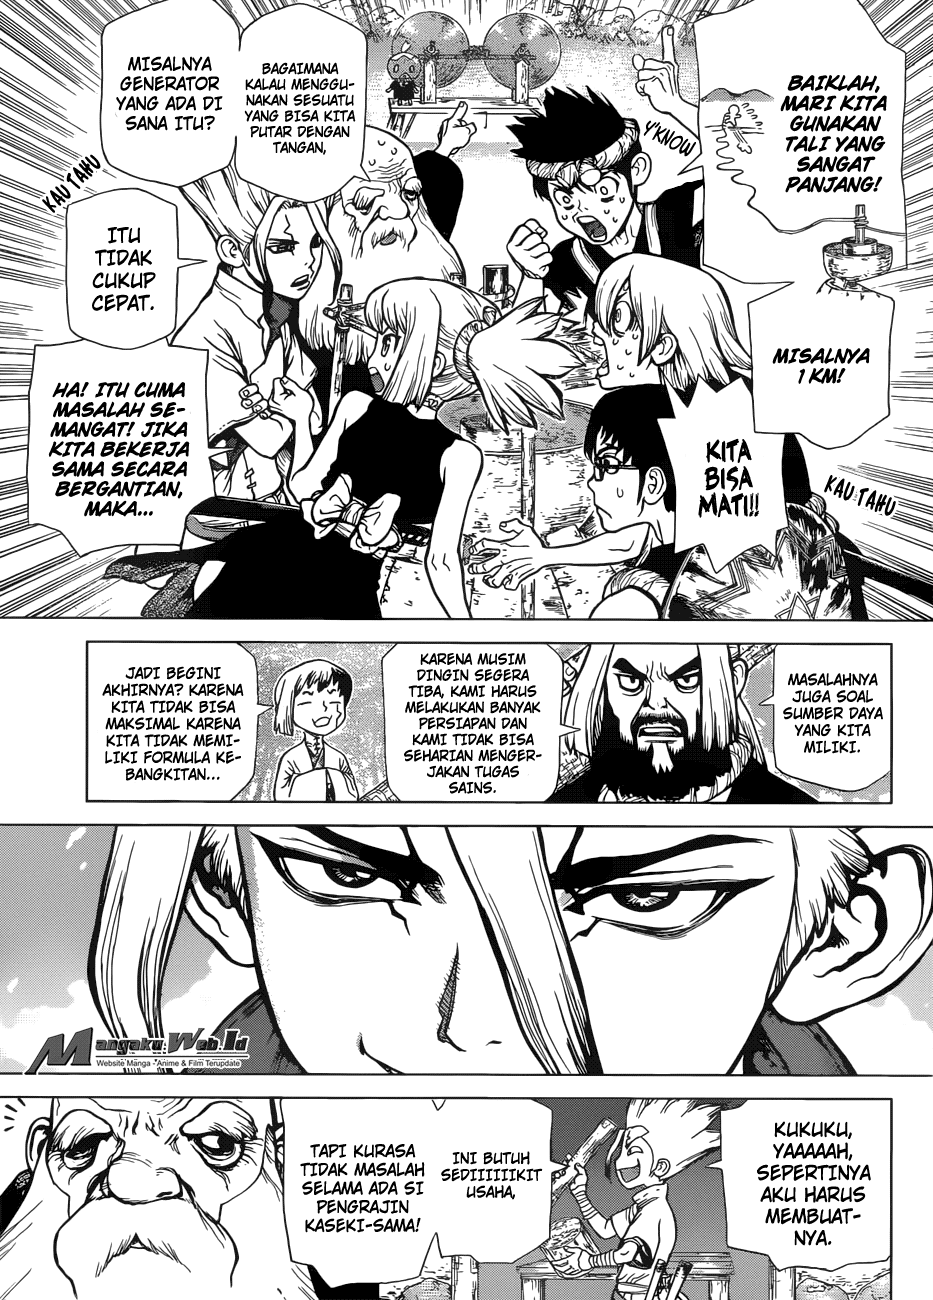 BAIKLAH,
MARI KITA
GUNAKAN
TALI YANG
SANGAT
PANJANG!
MISALNYA
1 KM!
Y'KNOW
KITA
BISA
MATI!!
KAU TAHU
BAGAIMANA
KALAU MENGGU-
NAKAN SESUATU
YANG BISA KITA
PUTAR DENGAN
TANGAN,
MISALNYA
GENERATOR
YANG ADA DI
SANA ITU?
KAU TAHU
ITU
TIDAK
CUKUP
CEPAT.
HA! ITU CUMA
MASALAH SE-
MANGAT! JIKA
KITA BEKERJA
SAMA SECARA
BERGANTIAN,
MAKA...
MASALAHNYA
JUGA SOAL
SUMBER DAYA
YANG KITA
MILIKI.
KARENA MUSIM
DINGIN SEGERA
TIBA, KAMI HARUS
MELAKUKAN BANYAK
PERSIAPAN DAN
KAMI TIDAK BISA
SEHARIAN MENGER-
JAKAN TUGAS
SAINS.
JADI BEGINI
AKHIRNYA? KARENA
KITA TIDAK BISA
MAKSIMAL KARENA
KITA TIDAK MEMI-
LIKI FORMULA KE-
BANGKITAN...
Mangaku.Web.Id
Website Manga - Anime & Film Terupdate
KUKUKU,
YAAAAAH,
SEPERTINYA
AKU HARUS
MEMBUAT-
NYA.
INI BUTUH
SEDIIIIIIKIT
USAHA,
TAPI KURASA
TIDAK MASALAH
SELAMA ADA SI
PENGRAJIN
KASEKI-SAMA!